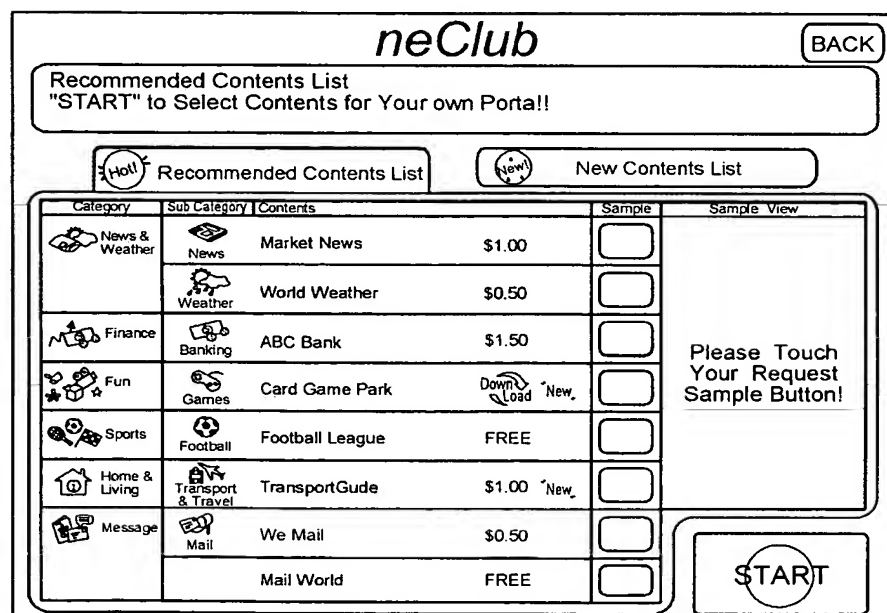 neClub
BACK
Recommended Contents List
"START" to Select Contents for Your own Porta!!
Hot! Recommended Contents List
New! New Contents List
Category Sub Category Contents Sample Sample View
News &
Weather
News
Market News $1.00
Weather
World Weather $0.50
Finance
Banking
ABC Bank $1.50
Fun
Games
Card Game Park Down Load New
Sports
Football
Football League FREE
Home &
Living
Transport
& Travel
TransportGude $1.00 New
Message
Mail
We Mail $0.50
Mail World FREE
Please Touch
Your Request
Sample Button!
START